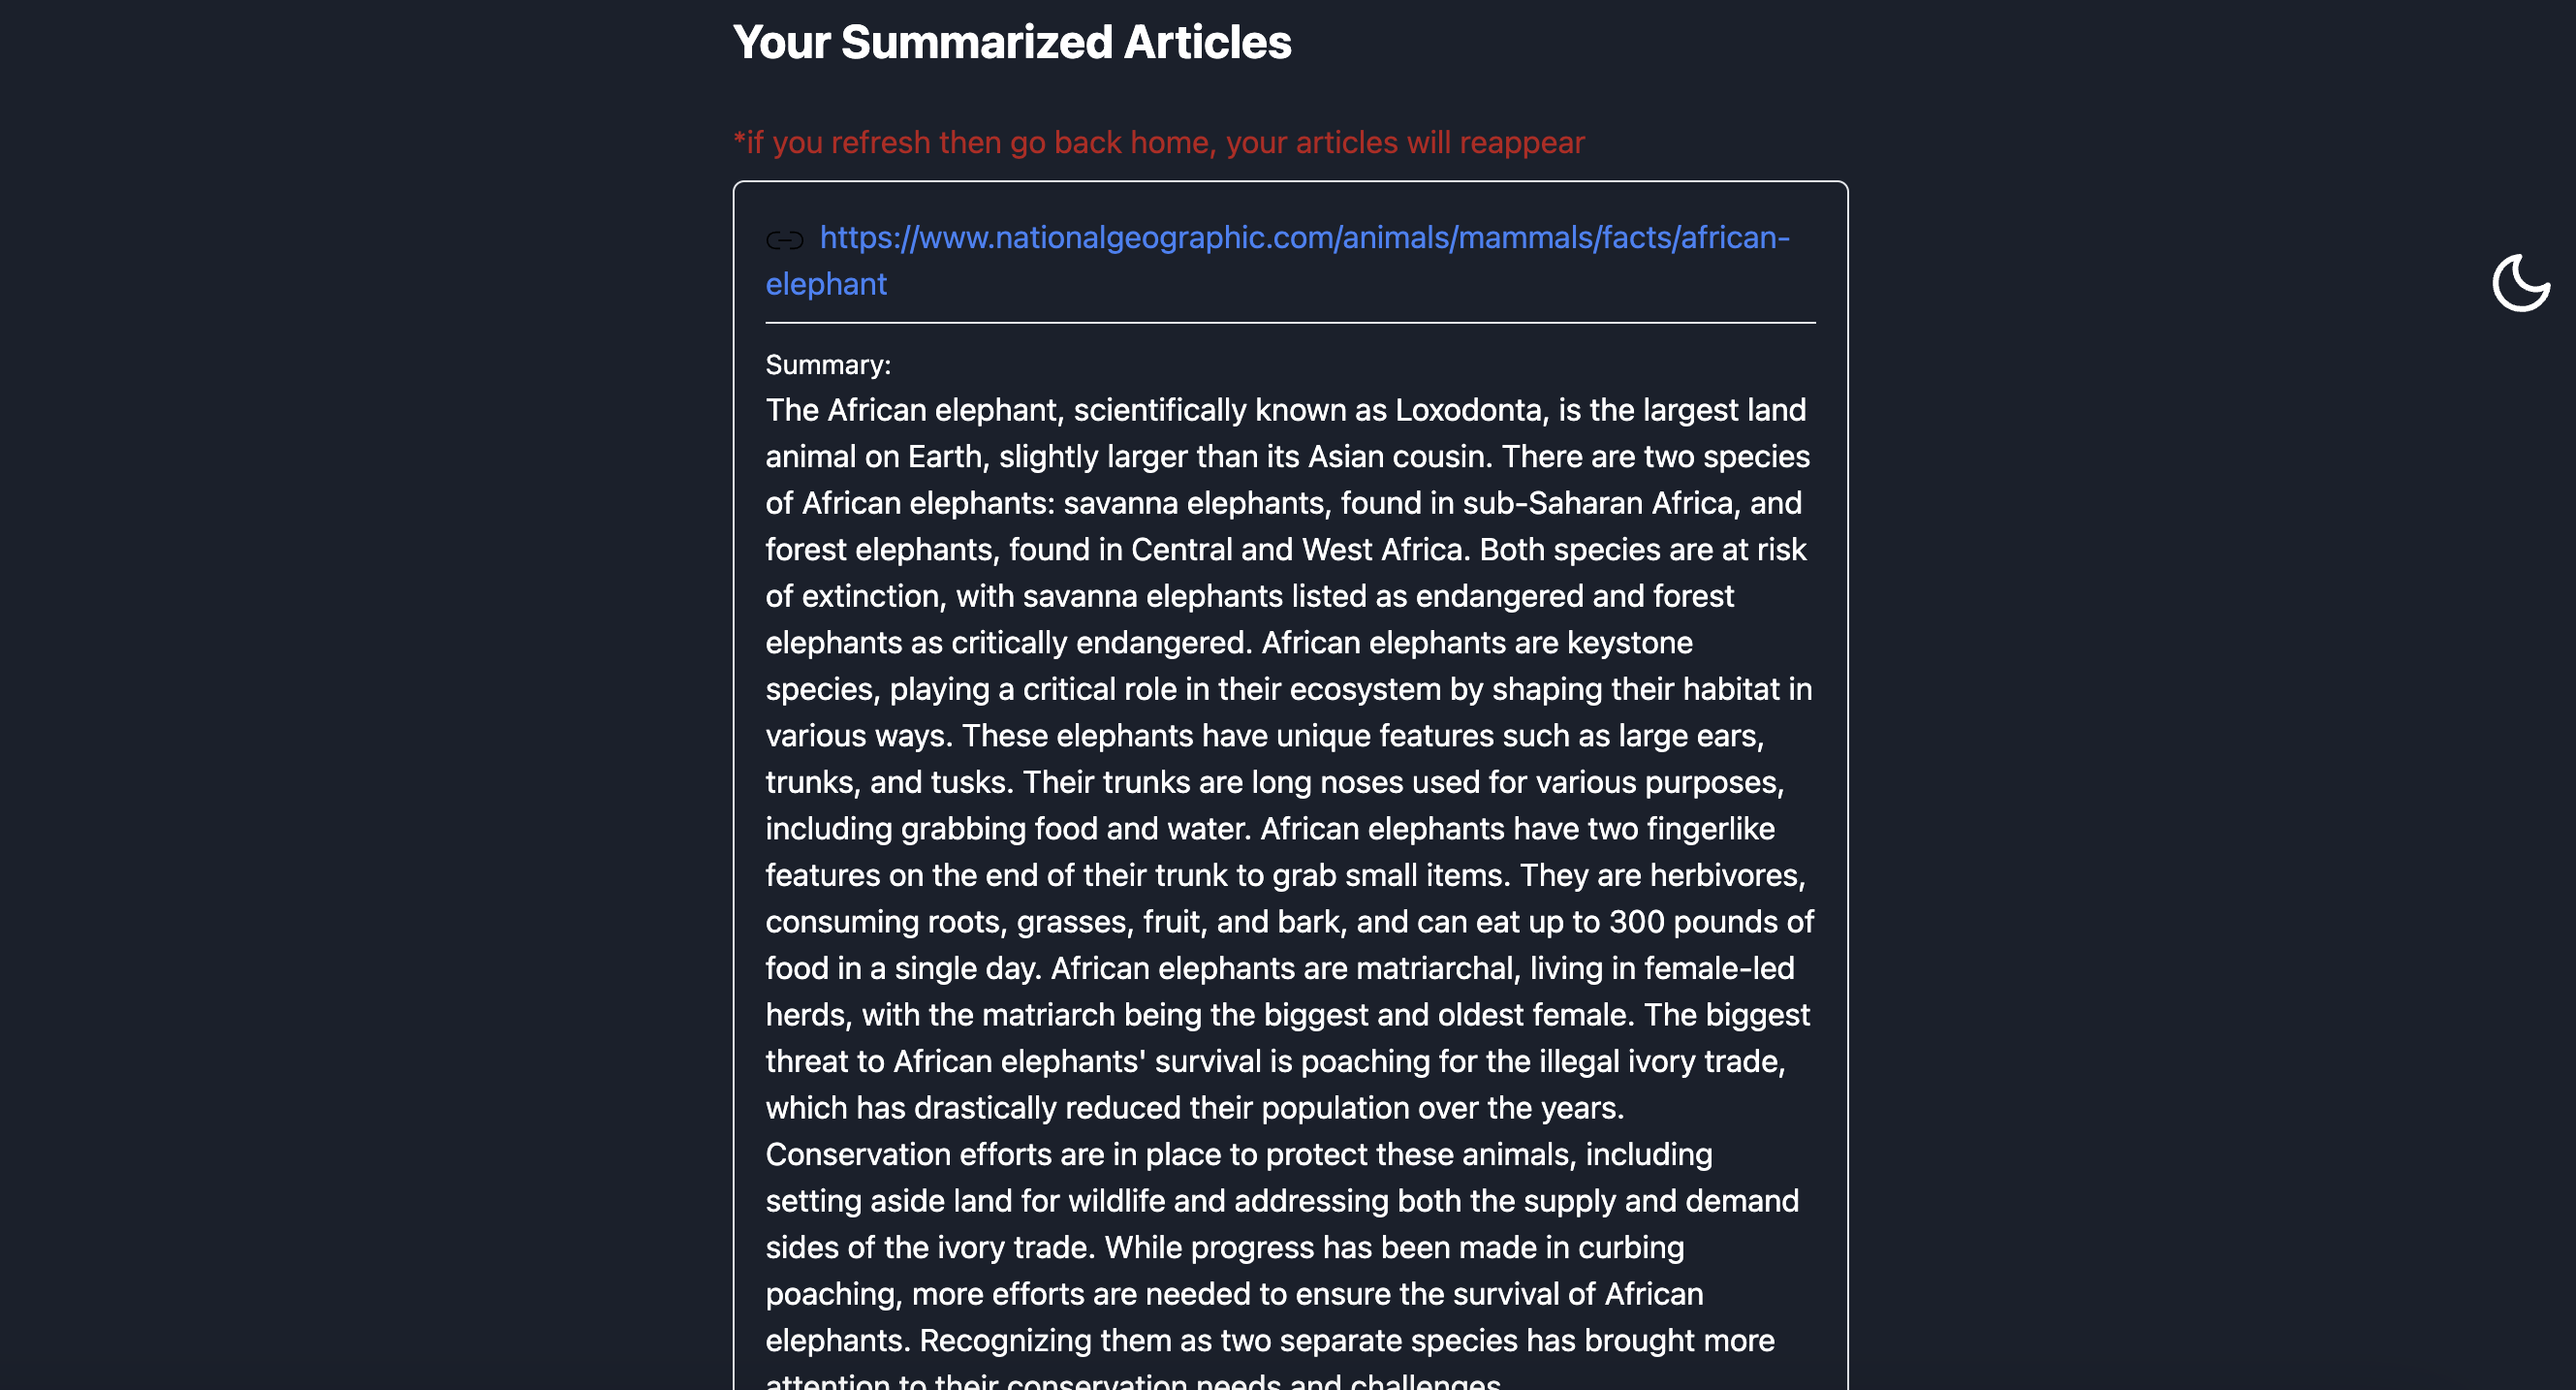 Your Summarized Articles
*if you refresh then go back home, your articles will reappear
https://www.nationalgeographic.com/animals/mammals/facts/african-
elephant
Summary:
The African elephant, scientifically known as Loxodonta, is the largest land
animal on Earth, slightly larger than its Asian cousin. There are two species
of African elephants: savanna elephants, found in sub-Saharan Africa, and
forest elephants, found in Central and West Africa. Both species are at risk
of extinction, with savanna elephants listed as endangered and forest
elephants as critically endangered. African elephants are keystone
species, playing a critical role in their ecosystem by shaping their habitat in
various ways. These elephants have unique features such as large ears,
trunks, and tusks. Their trunks are long noses used for various purposes,
including grabbing food and water. African elephants have two fingerlike
features on the end of their trunk to grab small items. They are herbivores,
consuming roots, grasses, fruit, and bark, and can eat up to 300 pounds of
food in a single day. African elephants are matriarchal, living in female-led
herds, with the matriarch being the biggest and oldest female. The biggest
threat to African elephants' survival is poaching for the illegal ivory trade,
which has drastically reduced their population over the years.
Conservation efforts are in place to protect these animals, including
setting aside land for wildlife and addressing both the supply and demand
sides of the ivory trade. While progress has been made in curbing
poaching, more efforts are needed to ensure the survival of African
elephants. Recognizing them as two separate species has brought more
attention to their conservation needs and challenges.